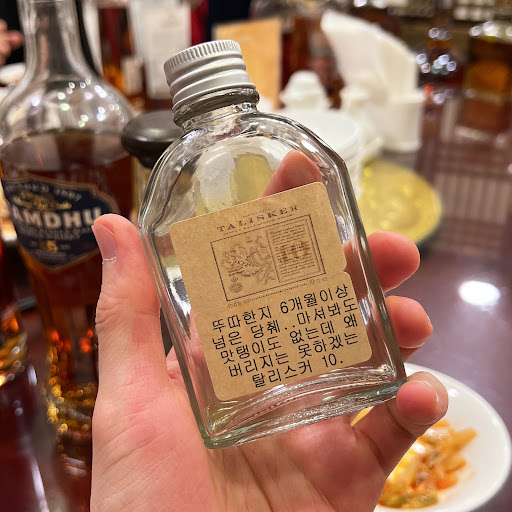 TALISKER
10
뚜따한지 6개월이상
넘은 당췌..마셔봐도
맛탱이도 없는데 왜
버리지는 못하겠는
탈리스커 10.
AMDHU